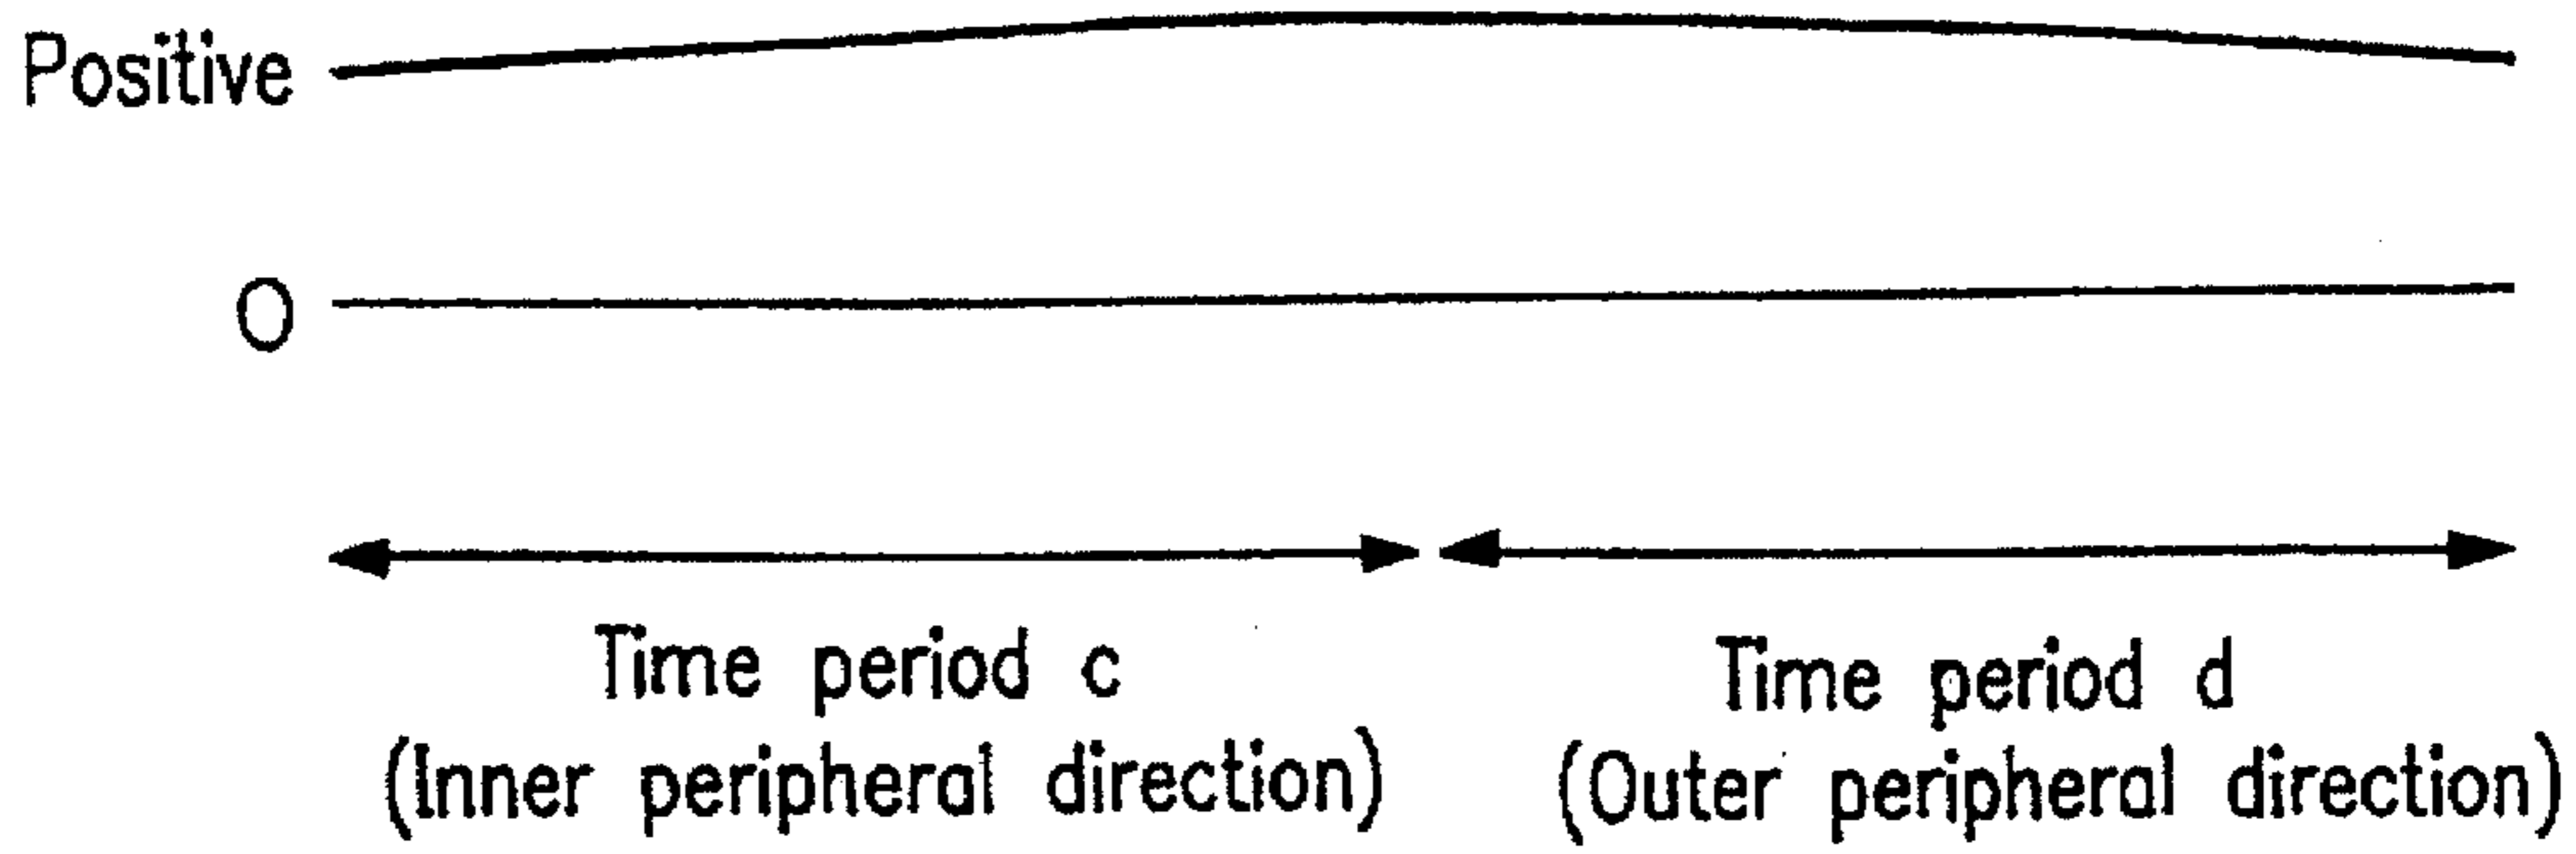 Positive
0
Time period c
(Inner peripheral direction)
Time period d
(Outer peripheral direction)